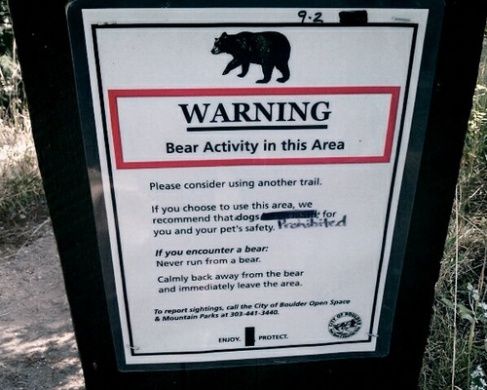 9-2
WARNING
Bear Activity in this Area
Please consider using another trail.
If you choose to use this area, we
recommend that dogs for
Prohibited
you and your pet's safety.
If you encounter a bear:
Never run from a bear.
Calmly back away from the bear
and immediately leave the area.
To report sightings, call the City of Boulder Open Space
& Mountain Parks at 303-441-3440.
ENJOY. PROTECT.